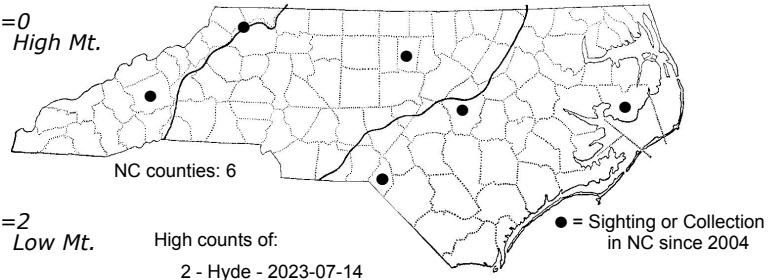 =0
High Mt.
NC counties: 6
=2
Low Mt.
High counts of:
2 - Hyde - 2023-07-14
= Sighting or Collection
in NC since 2004